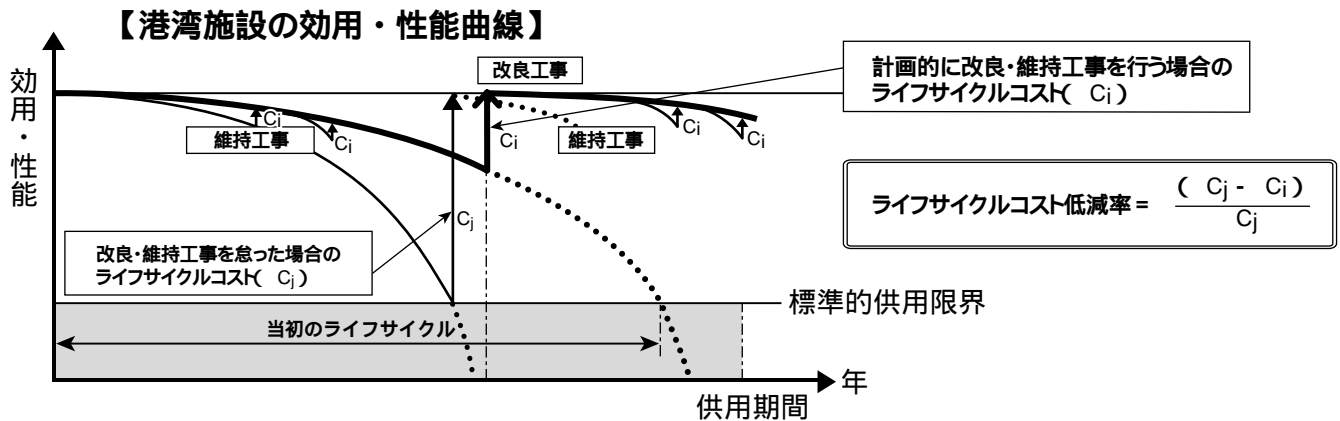 【港湾施設の効用・性能曲線】
効用・性能
改良工事
計画的に改良・維持工事を行う場合の
ライフサイクルコスト( Ci)
Ci
維持工事
Ci
Ci
維持工事
Ci
Ci
ライフサイクルコスト低減率 = ( Cj - Ci)
Cj
Cj
改良・維持工事を怠った場合の
ライフサイクルコスト( Cj)
標準的供用限界
当初のライフサイクル
年
供用期間